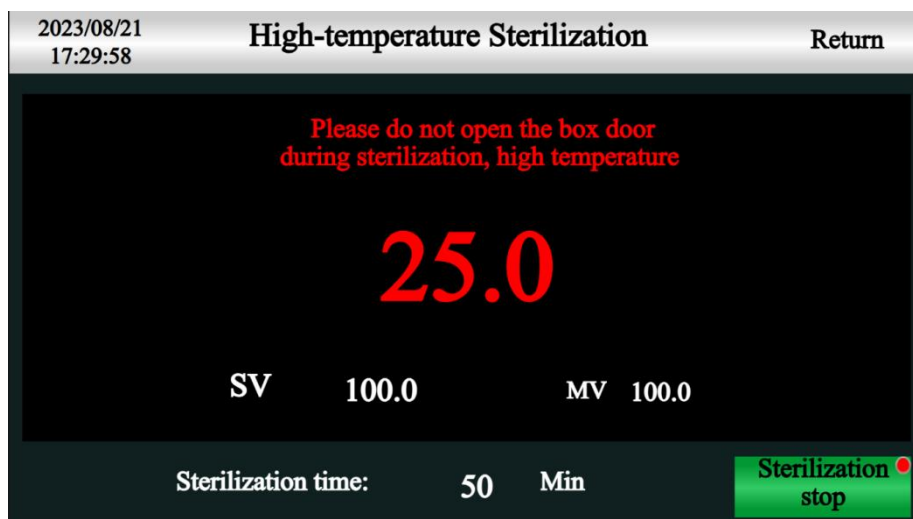 2023/08/21
17:29:58
High-temperature Sterilization
Return
Please do not open the box door
during sterilization, high temperature
25.0
SV 100.0 MV 100.0
Sterilization time: 50 Min
Sterilization
stop